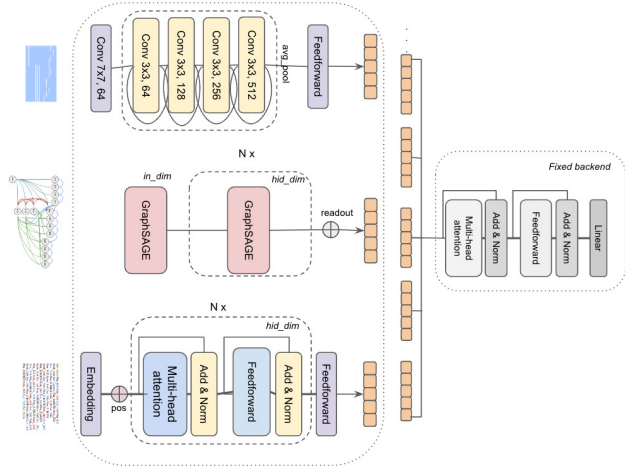 Conv 7x7, 64
Conv 3x3, 64
Conv 3x3, 128
Conv 3x3, 256
Conv 3x3, 512
avg_pool
Feedforward
N x
in_dim
hid_dim
GraphSAGE
GraphSAGE
readout
N x
hid_dim
Embedding
pos
Multi-head
attention
Add & Norm
Feedforward
Add & Norm
Feedforward
Fixed backend
Multi-head
attention
Add & Norm
Feedforward
Add & Norm
Linear
...